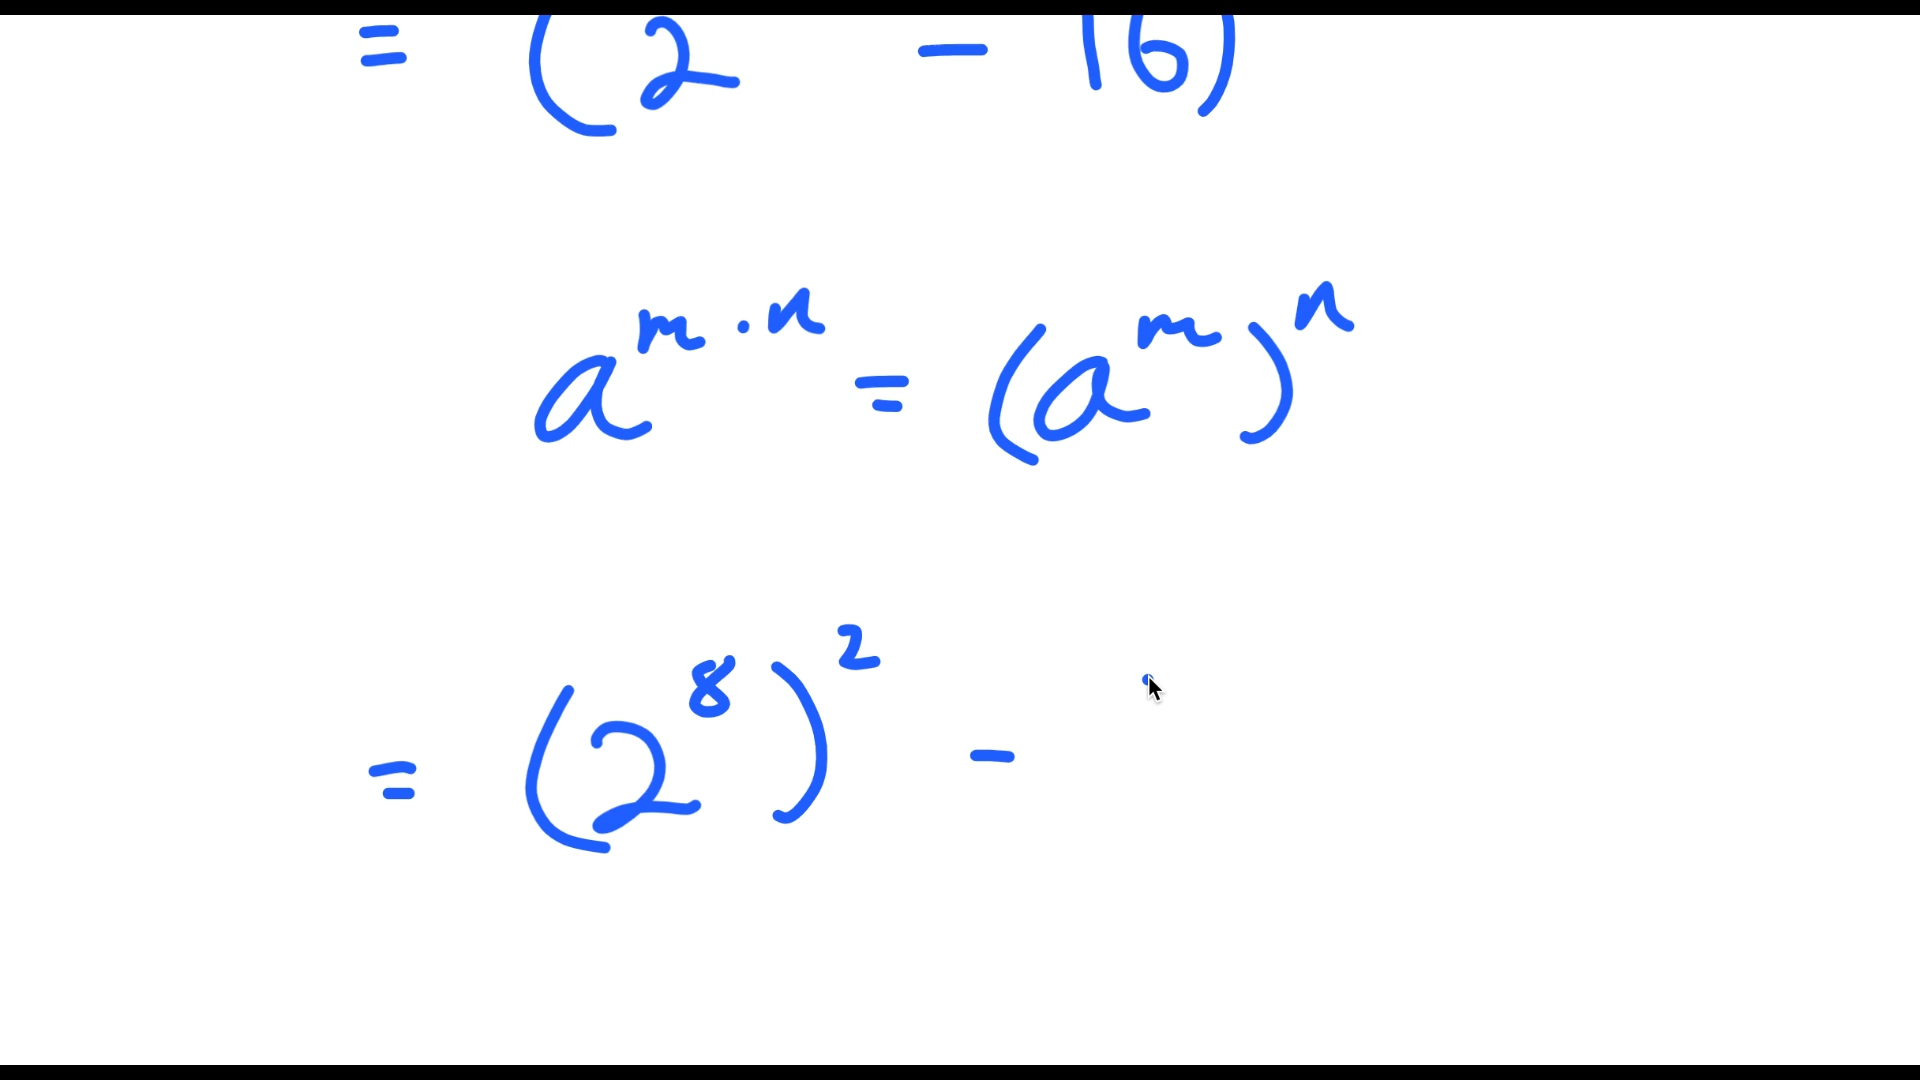 = (2 - 16)
a^{m·n} = (a^m)^n
= (2^8)^2 -